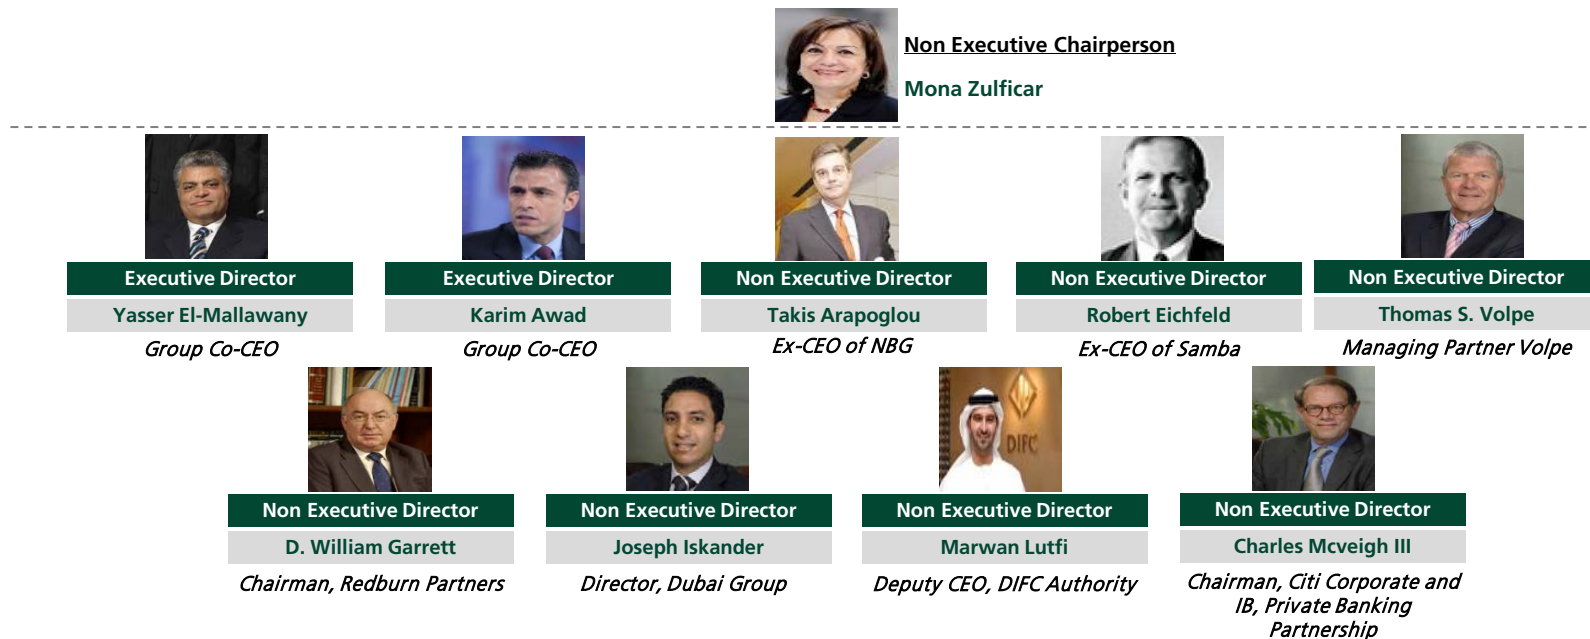 Non Executive Chairperson
Mona Zulficar
Executive Director
Yasser El-Mallawany
Group Co-CEO
Executive Director
Karim Awad
Group Co-CEO
Non Executive Director
Takis Arapoglou
Ex-CEO of NBG
Non Executive Director
Robert Eichfeld
Ex-CEO of Samba
Non Executive Director
Thomas S. Volpe
Managing Partner Volpe
Non Executive Director
D. William Garrett
Chairman, Redburn Partners
Non Executive Director
Joseph Iskander
Director, Dubai Group
DIFC
Non Executive Director
Marwan Lutfi
Deputy CEO, DIFC Authority
Non Executive Director
Charles Mcveigh III
Chairman, Citi Corporate and
IB, Private Banking
Partnership